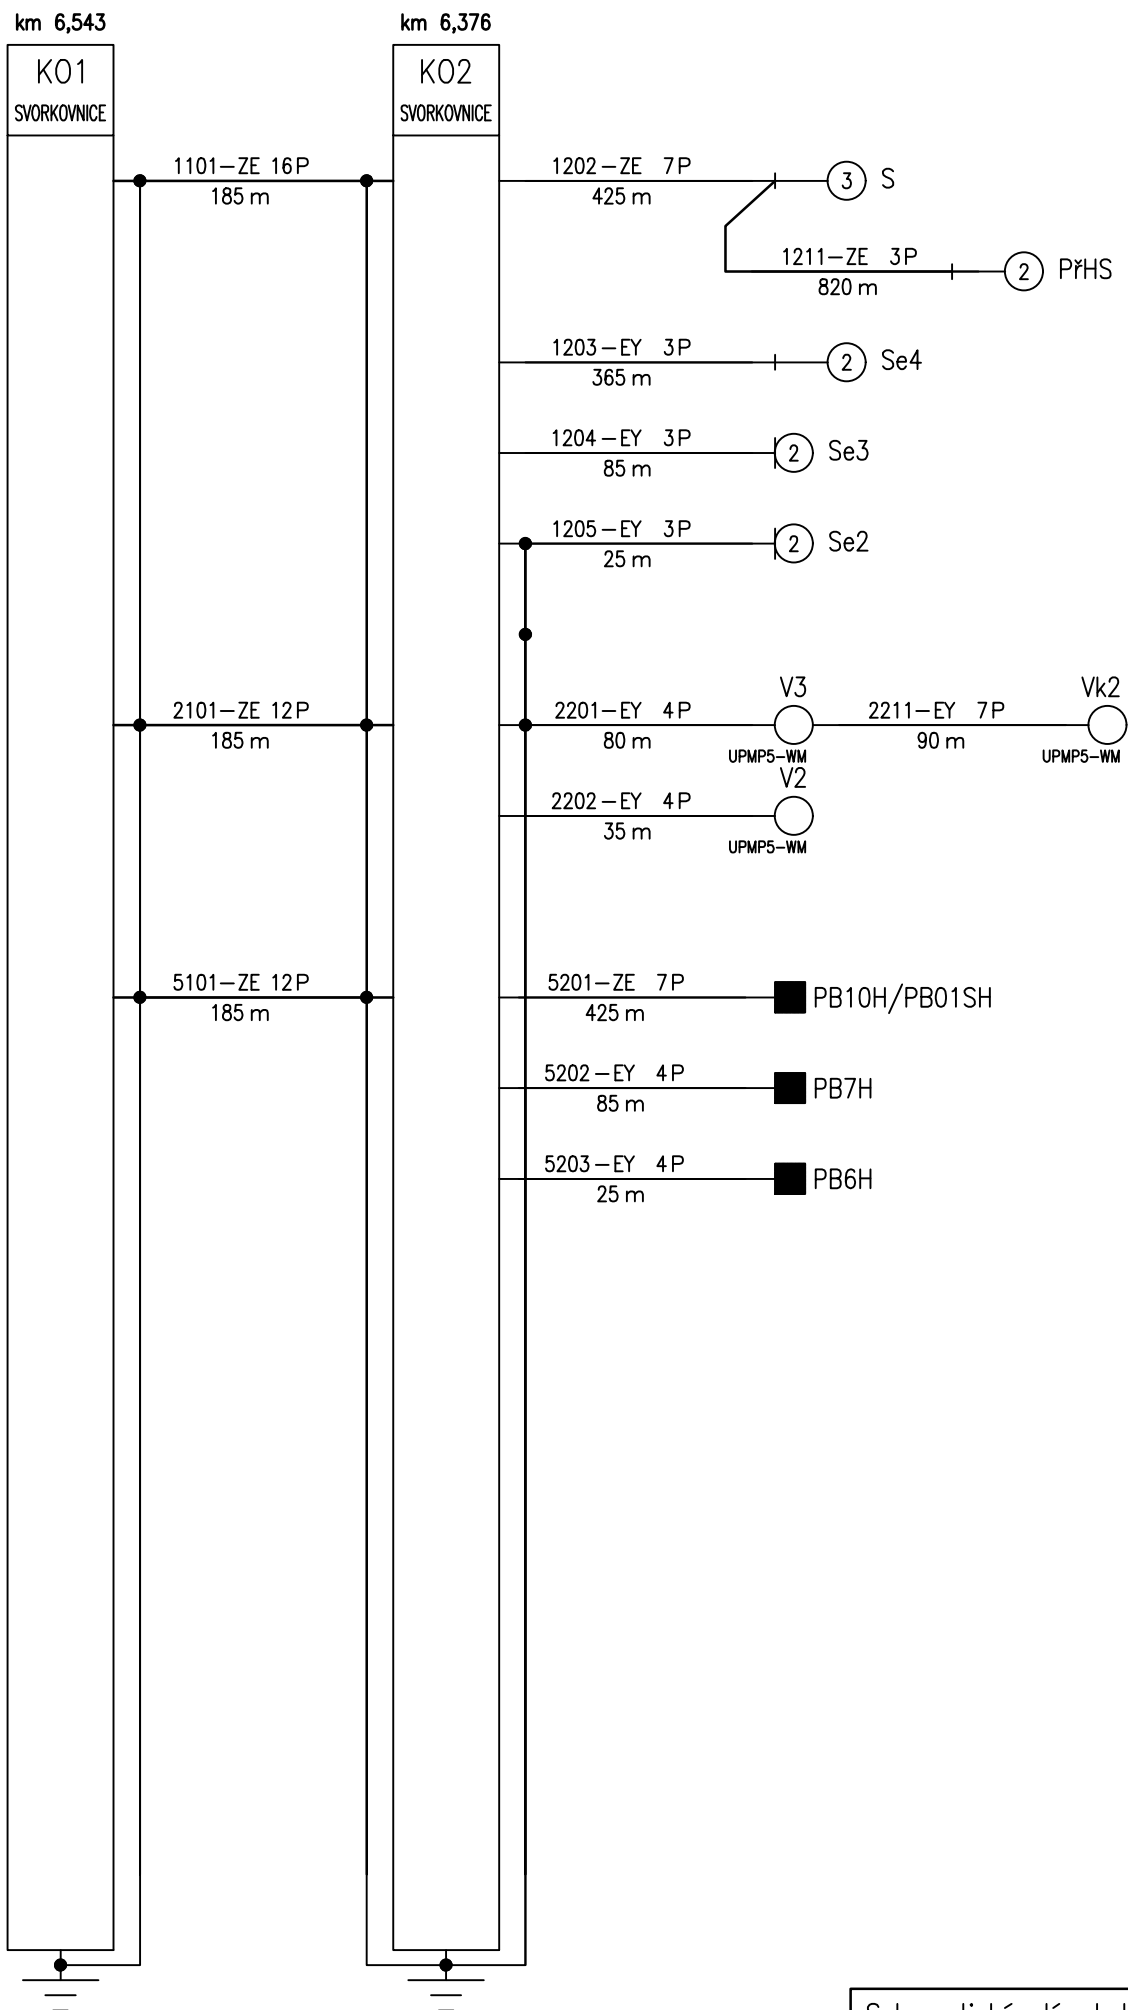 km 6,543
km 6,376
KO1
SVORKOVNICE
KO2
SVORKOVNICE
1101-ZE 16P
185 m
1202-ZE 7P
425 m
3 S
1211-ZE 3P
820 m
2 PřHS
1203-EY 3P
365 m
2 Se4
1204-EY 3P
85 m
2 Se3
1205-EY 3P
25 m
2 Se2
2101-ZE 12P
185 m
2201-EY 4P
80 m
V3
UPMP5-WM
2211-EY 7P
90 m
Vk2
UPMP5-WM
2202-EY 4P
35 m
V2
UPMP5-WM
5101-ZE 12P
185 m
5201-ZE 7P
425 m
PB10H/PB01SH
5202-EY 4P
85 m
PB7H
5203-EY 4P
25 m
PB6H